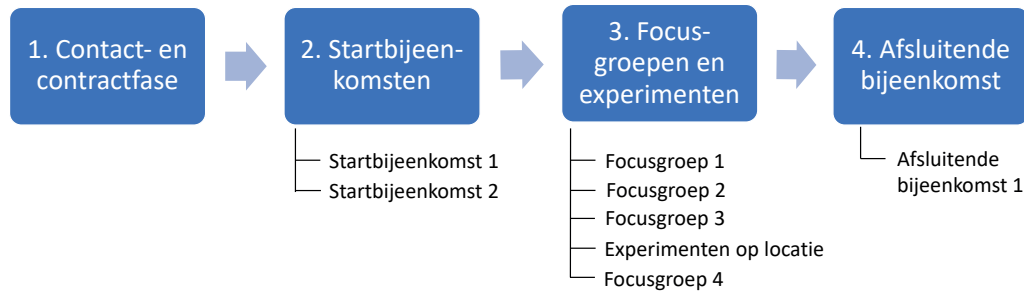 1. Contact- en
contractfase
2. Startbijeen-
komsten
3. Focus-
groepen en
experimenten
4. Afsluitende
bijeenkomst
Startbijeenkomst 1
Startbijeenkomst 2
Focusgroep 1
Focusgroep 2
Focusgroep 3
Experimenten op locatie
Focusgroep 4
Afsluitende
bijeenkomst 1